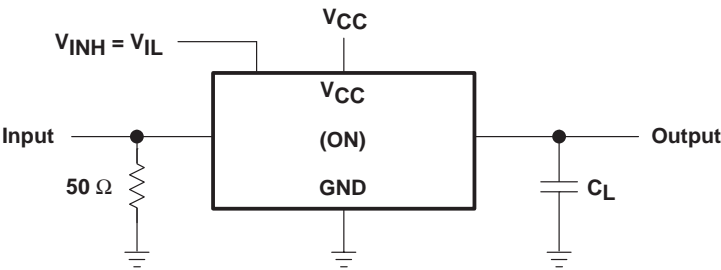 VCC
VINH = VIL
VCC
Input
(ON)
Output
50 Ω
GND
CL